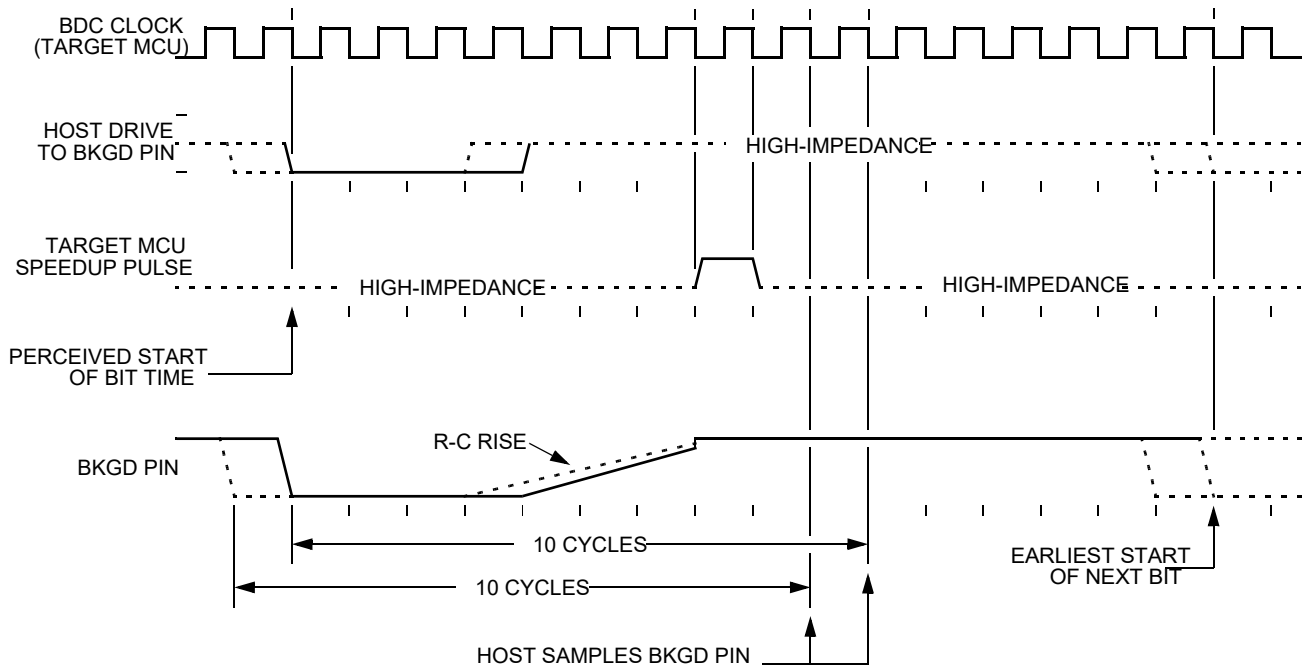 BDC CLOCK
(TARGET MCU)
HOST DRIVE
TO BKGD PIN
HIGH-IMPEDANCE
TARGET MCU
SPEEDUP PULSE
HIGH-IMPEDANCE
HIGH-IMPEDANCE
PERCEIVED START
OF BIT TIME
R-C RISE
BKGD PIN
10 CYCLES
EARLIEST START
OF NEXT BIT
10 CYCLES
HOST SAMPLES BKGD PIN